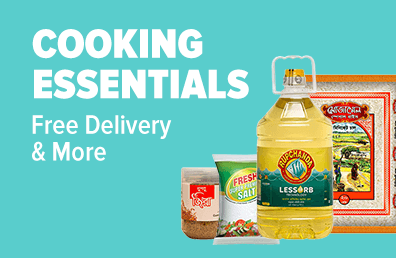 COOKING
ESSENTIALS
Free Delivery
& More
RUPCHANDA
LESSORB
FRESH
SALT
মোজাম্মেল